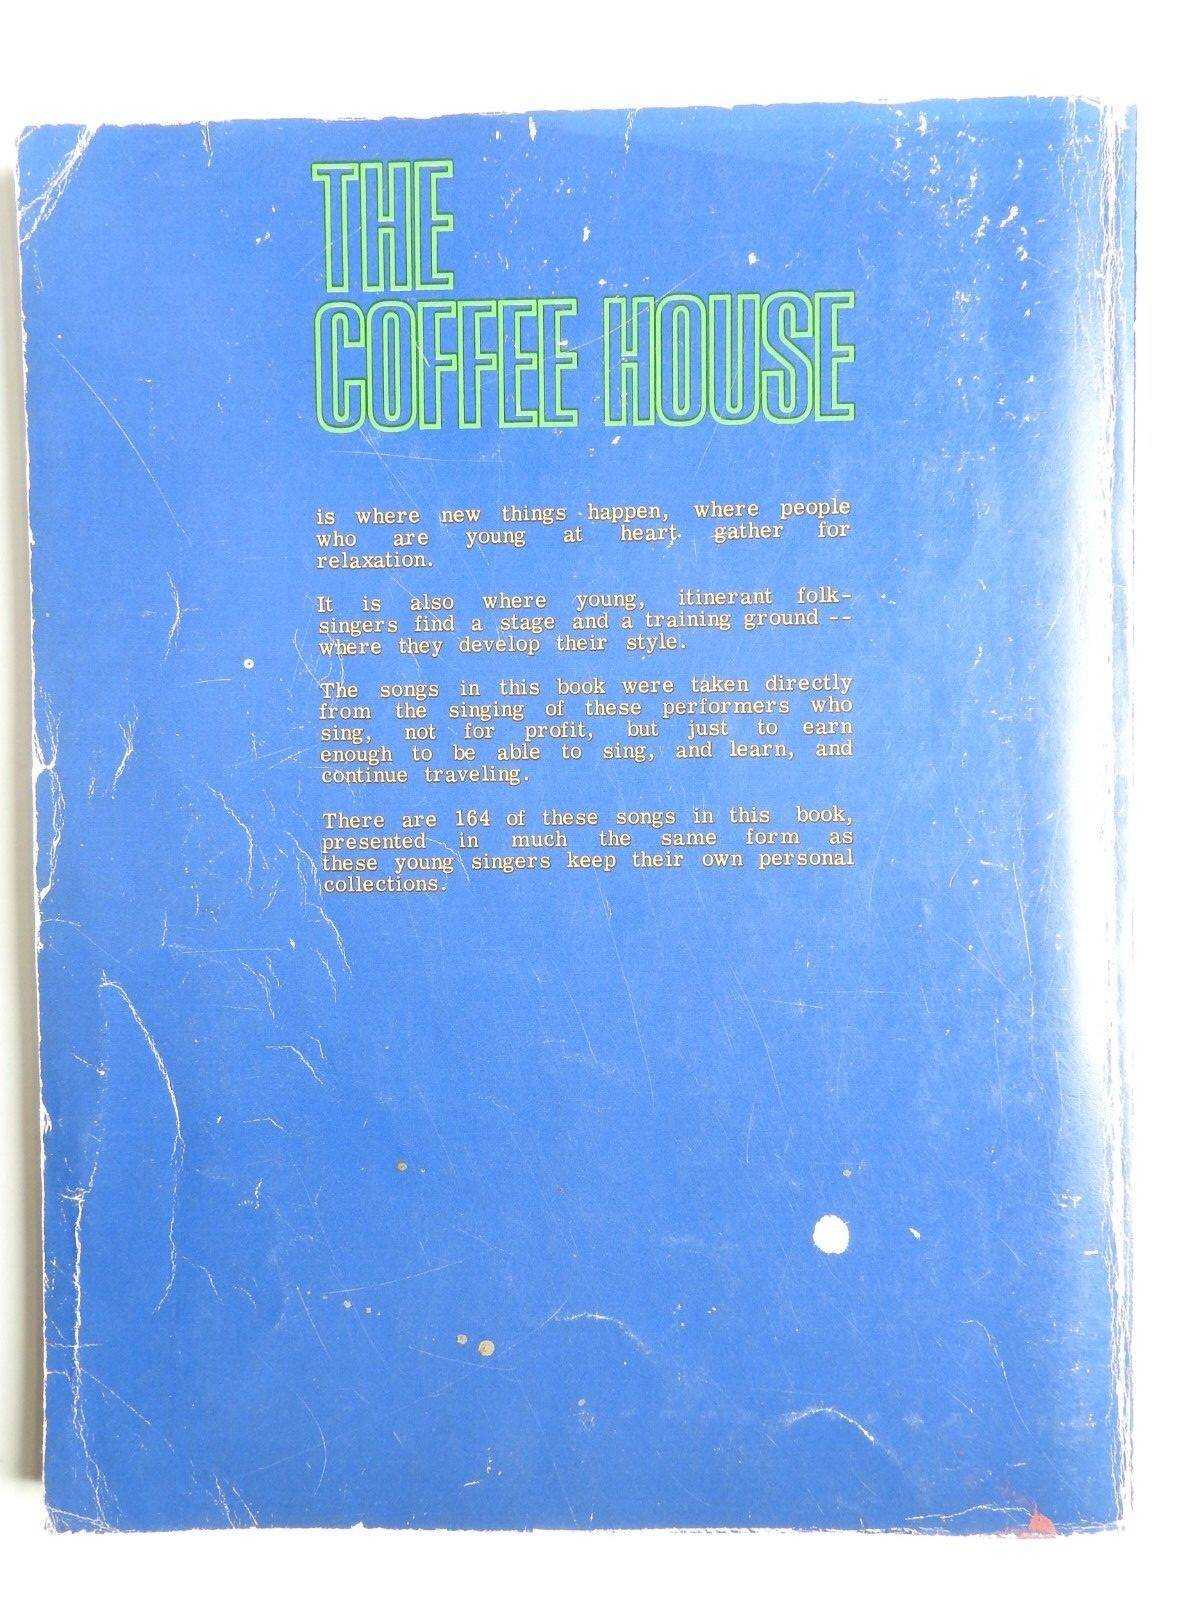 THE
COFFEE HOUSE
is where new things happen, where people
who are young at heart gather for
relaxation.
It is also where young, itinerant folk-
singers find a stage and a training ground --
where they develop their style.
The songs in this book were taken directly
from the singing of these performers who
sing, not for profit, but just to earn
enough to be able to sing, and learn, and
continue traveling.
There are 164 of these songs in this book,
presented in much the same form as
these young singers keep their own personal
collections.